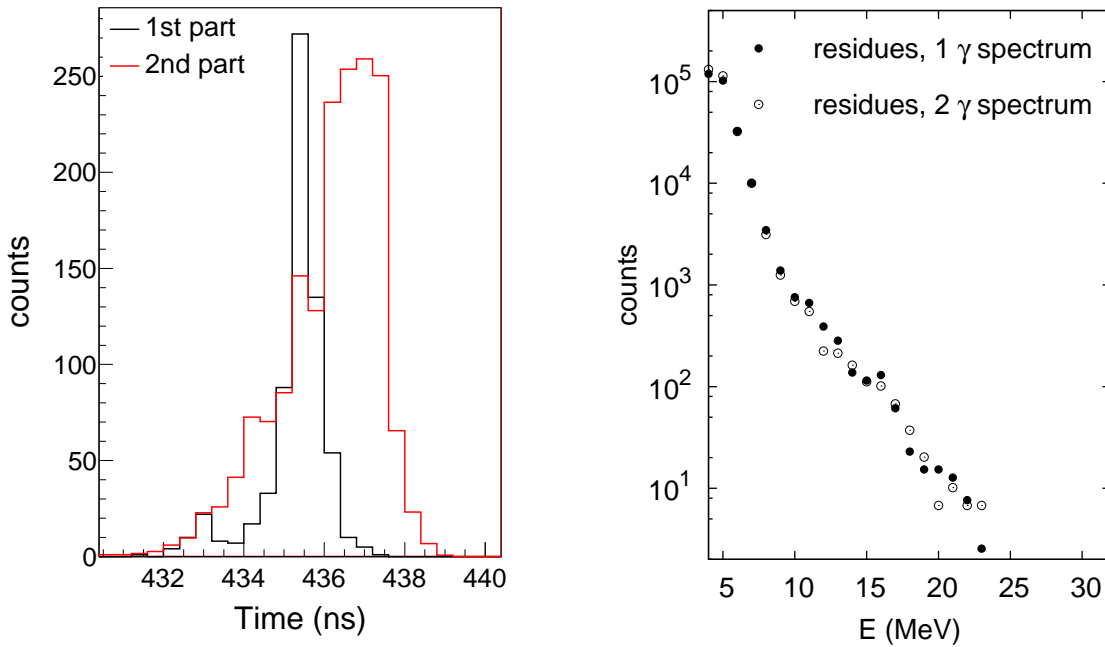 1st part
2nd part
250
200
150
100
50
0
counts
432 434 436 438 440
Time (ns)
residues, 1 γ spectrum
residues, 2 γ spectrum
10^5
10^4
10^3
10^2
10^1
counts
5 10 15 20 25 30
E (MeV)